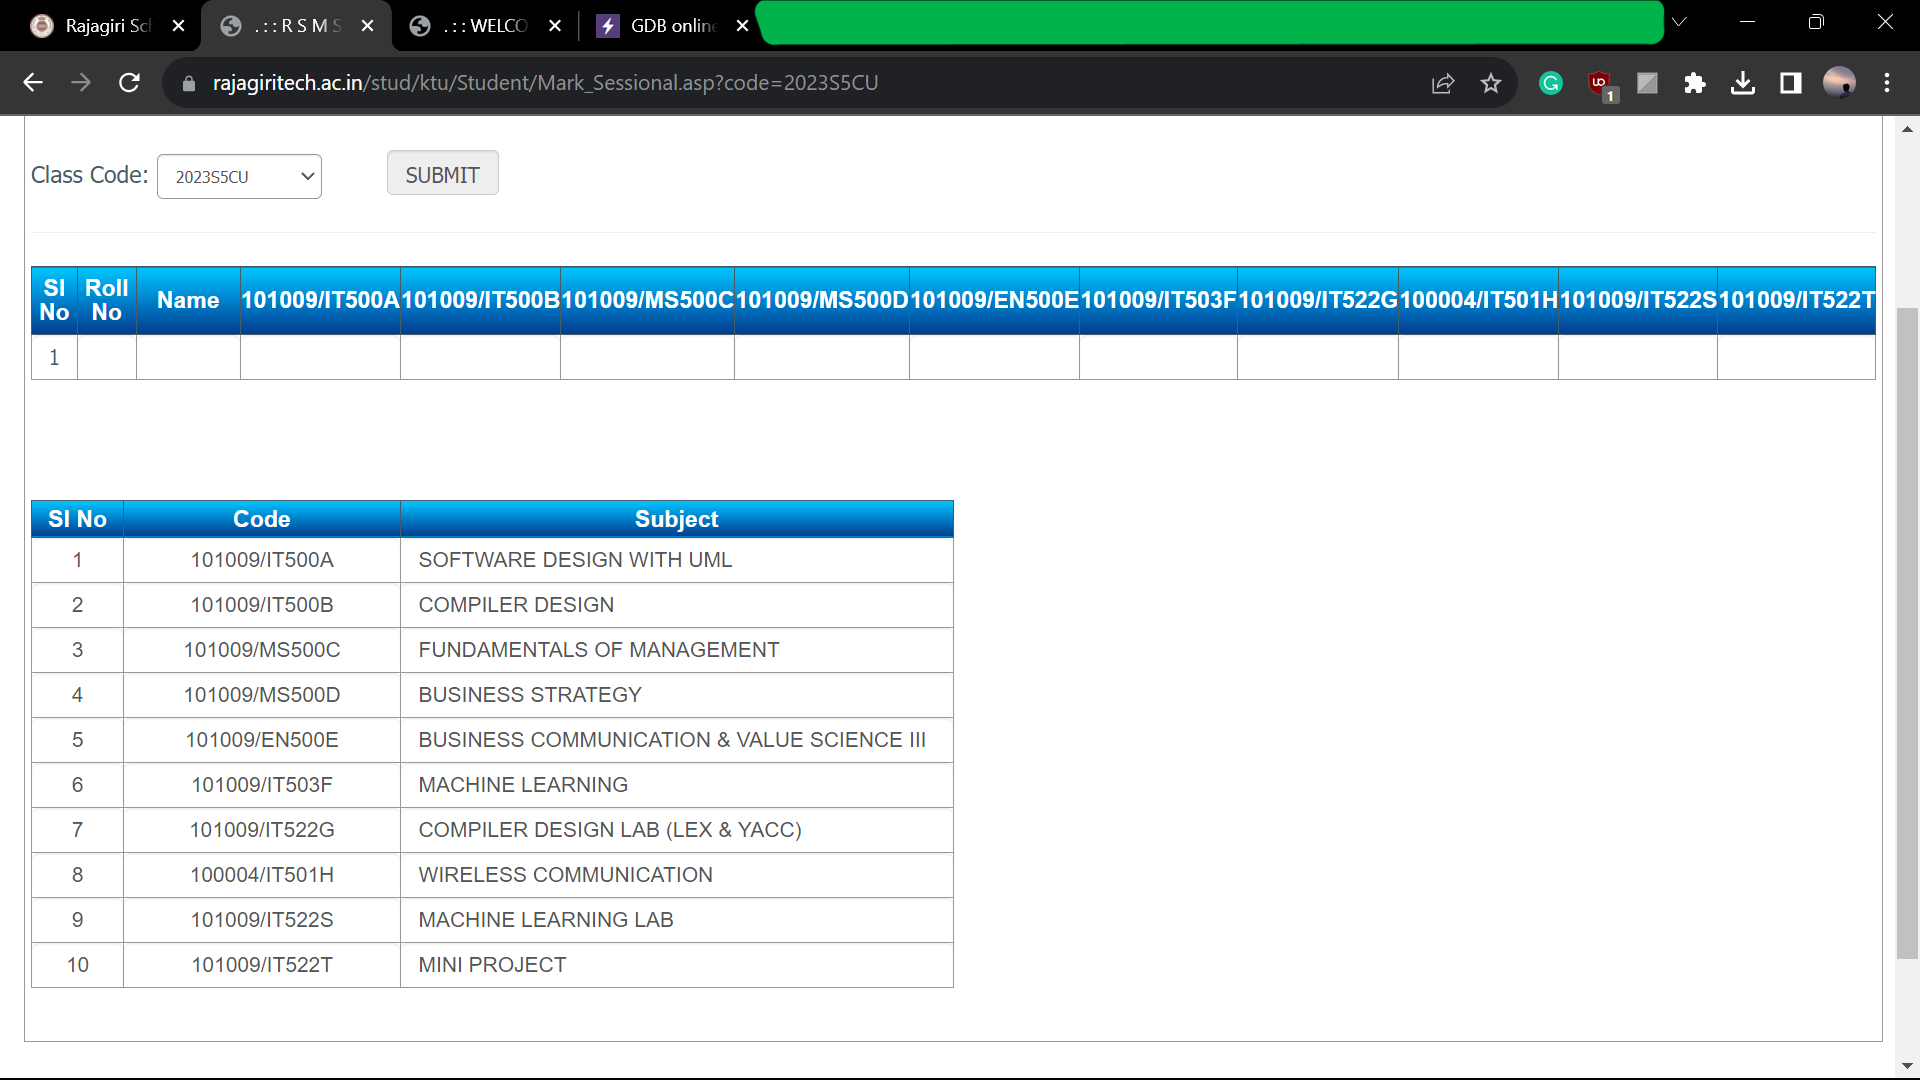 Rajagiri Sc
. : : R S M S
. : : WELCO
GDB online
rajagiritech.ac.in/stud/ktu/Student/Mark_Sessional.asp?code=2023S5CU
1
Class Code: 2023S5CU SUBMIT
Sl No Roll No Name 101009/IT500A 101009/IT500B 101009/MS500C 101009/MS500D 101009/EN500E 101009/IT503F 101009/IT522G 100004/IT501H 101009/IT522S 101009/IT522T
1
Sl No Code Subject
1 101009/IT500A SOFTWARE DESIGN WITH UML
2 101009/IT500B COMPILER DESIGN
3 101009/MS500C FUNDAMENTALS OF MANAGEMENT
4 101009/MS500D BUSINESS STRATEGY
5 101009/EN500E BUSINESS COMMUNICATION & VALUE SCIENCE III
6 101009/IT503F MACHINE LEARNING
7 101009/IT522G COMPILER DESIGN LAB (LEX & YACC)
8 100004/IT501H WIRELESS COMMUNICATION
9 101009/IT522S MACHINE LEARNING LAB
10 101009/IT522T MINI PROJECT